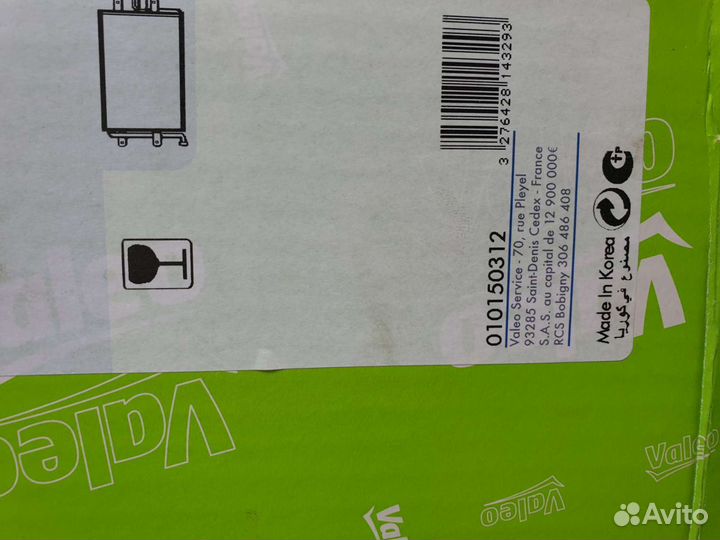 3 276428 143293
010150312
Valeo Service - 70, rue Pleyel
93285 Saint-Denis Cedex - France
S.A.S. au capital de 12 900 000€
RCS Bobigny 306 486 408
Made In Korea
مصنوع في كوريا
Valeo
Valeo
Valeo
Avito